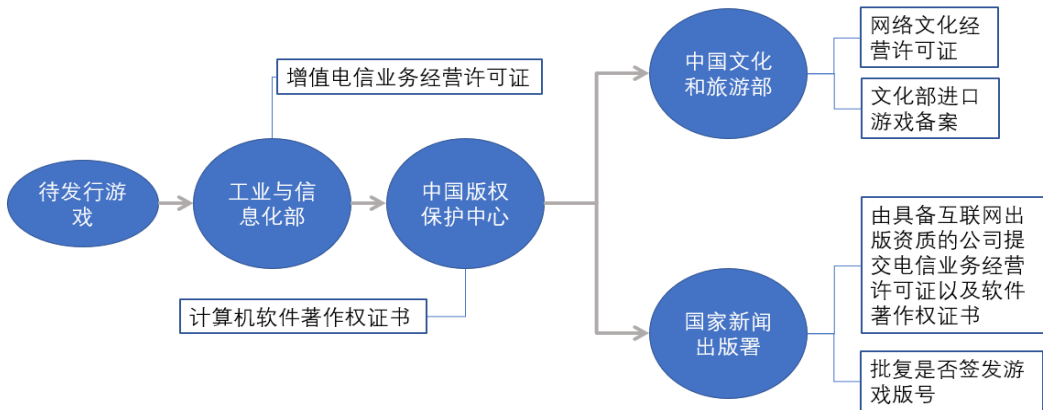 增值电信业务经营许可证
待发行游
戏
工业与信
息化部
中国版权
保护中心
计算机软件著作权证书
中国文化
和旅游部
网络文化经
营许可证
文化部进口
游戏备案
国家新闻
出版署
由具备互联网出
版资质的公司提
交电信业务经营
许可证以及软件
著作权证书
批复是否签发游
戏版号